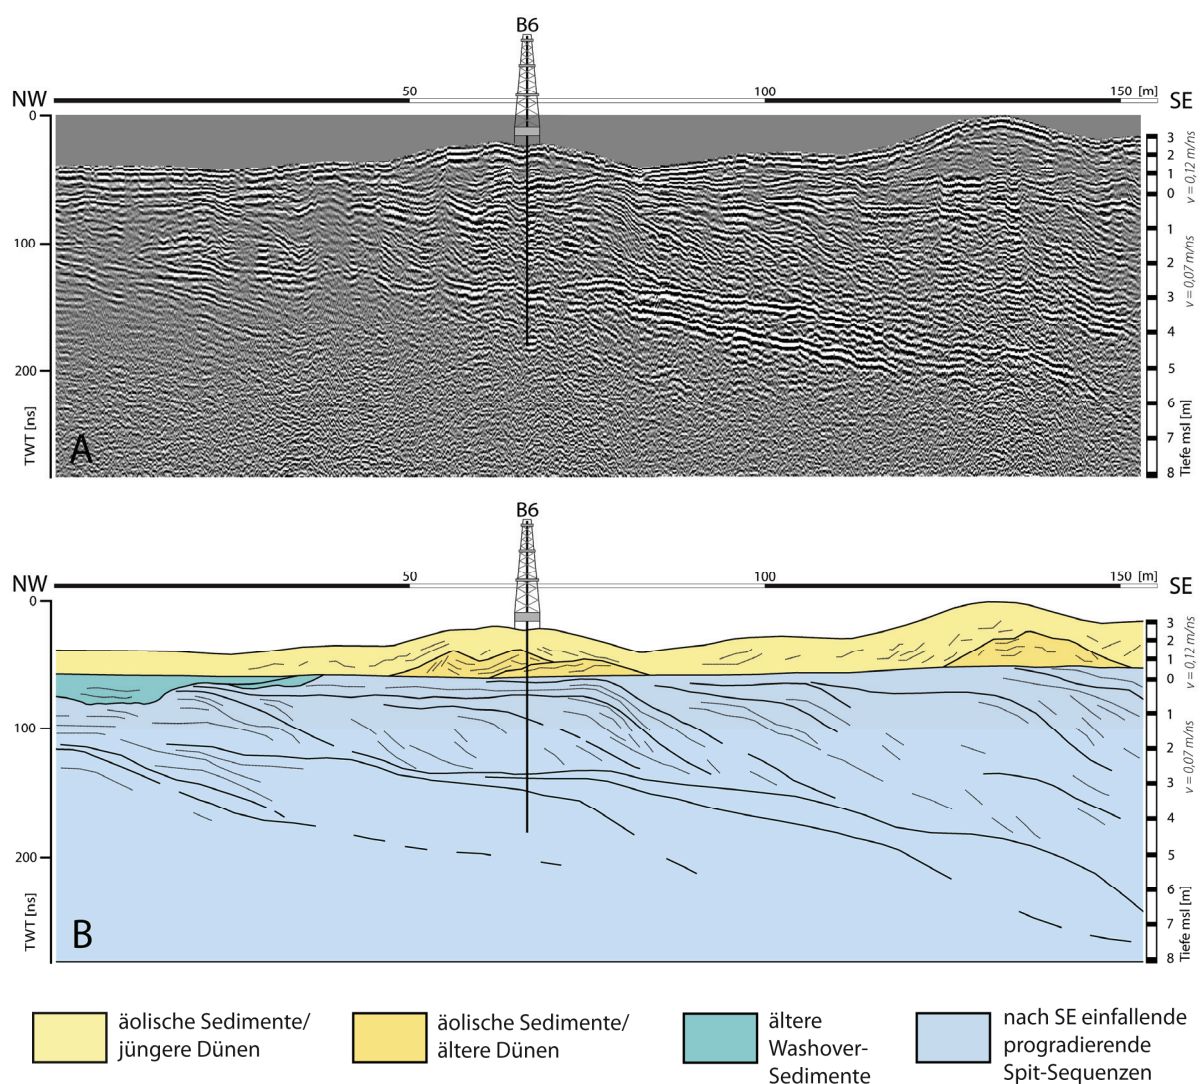 B6
NW
50
100
150 [m]
SE
0
100
200
TWT [ns]
A
3
2
1
0
1
2
3
4
5
6
7
8
v = 0,12 m/ns
v = 0,07 m/ns
Tiefe msl [m]
B6
NW
50
100
150 [m]
SE
0
100
200
TWT [ns]
B
3
2
1
0
1
2
3
4
5
6
7
8
v = 0,12 m/ns
v = 0,07 m/ns
Tiefe msl [m]
äolische Sedimente/
jüngere Dünen
äolische Sedimente/
ältere Dünen
ältere
Washover-
Sedimente
nach SE einfallende
progradierende
Spit-Sequenzen